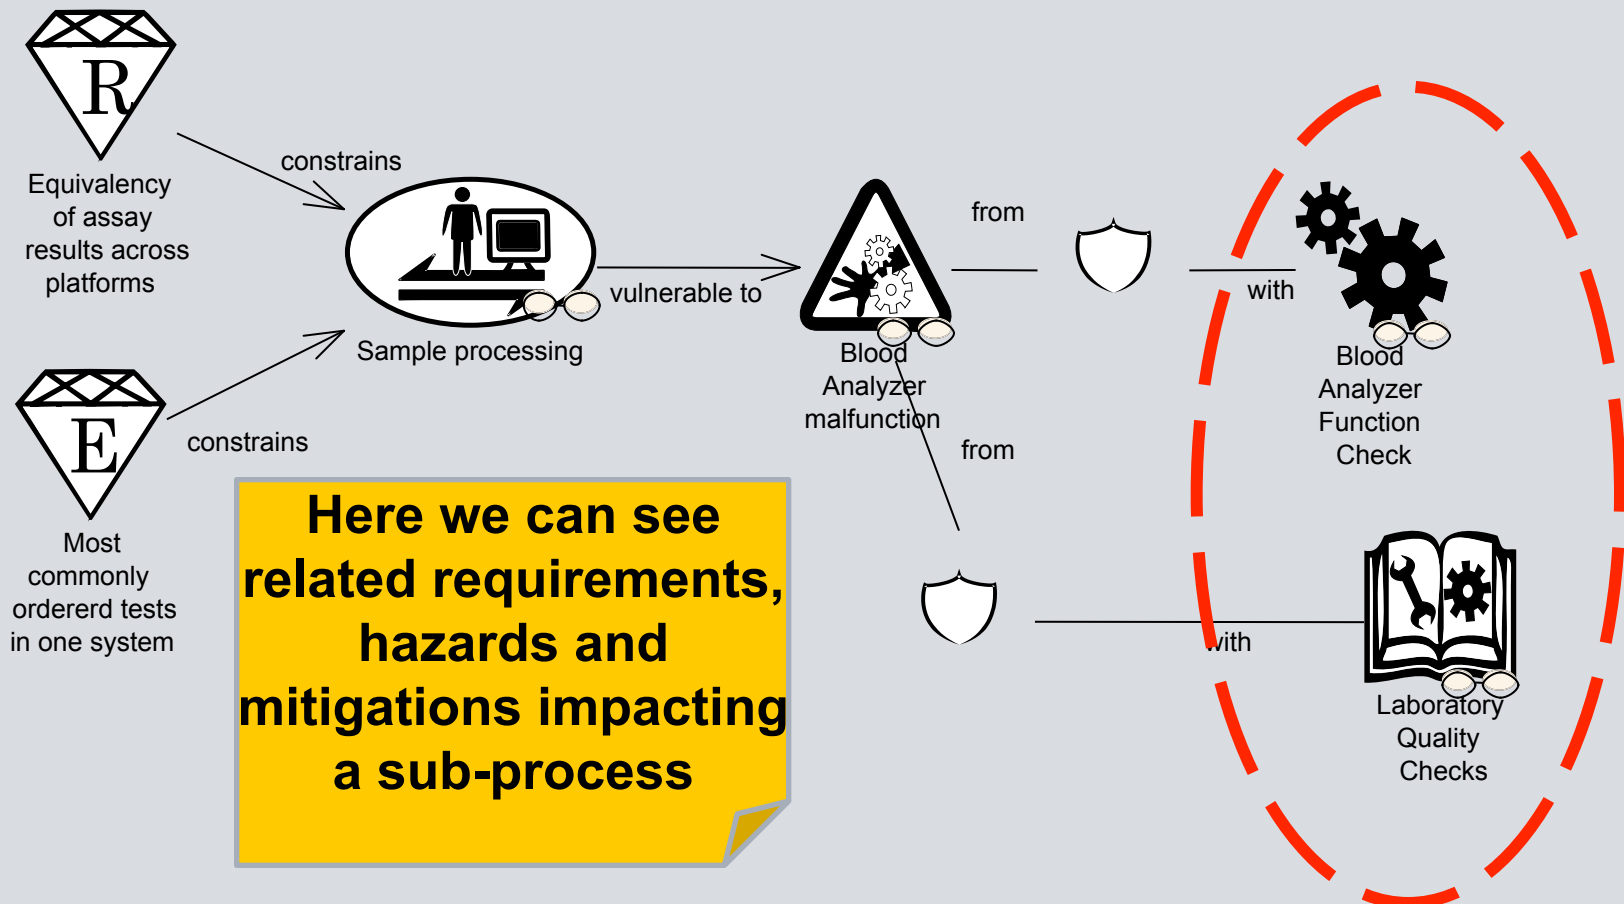 R
Equivalency
of assay
results across
platforms
constrains
Sample processing
vulnerable to
Blood
Analyzer
malfunction
from
with
Blood
Analyzer
Function
Check
E
Most
commonly
ordererd tests
in one system
constrains
from
with
Laboratory
Quality
Checks
Here we can see
related requirements,
hazards and
mitigations impacting
a sub-process